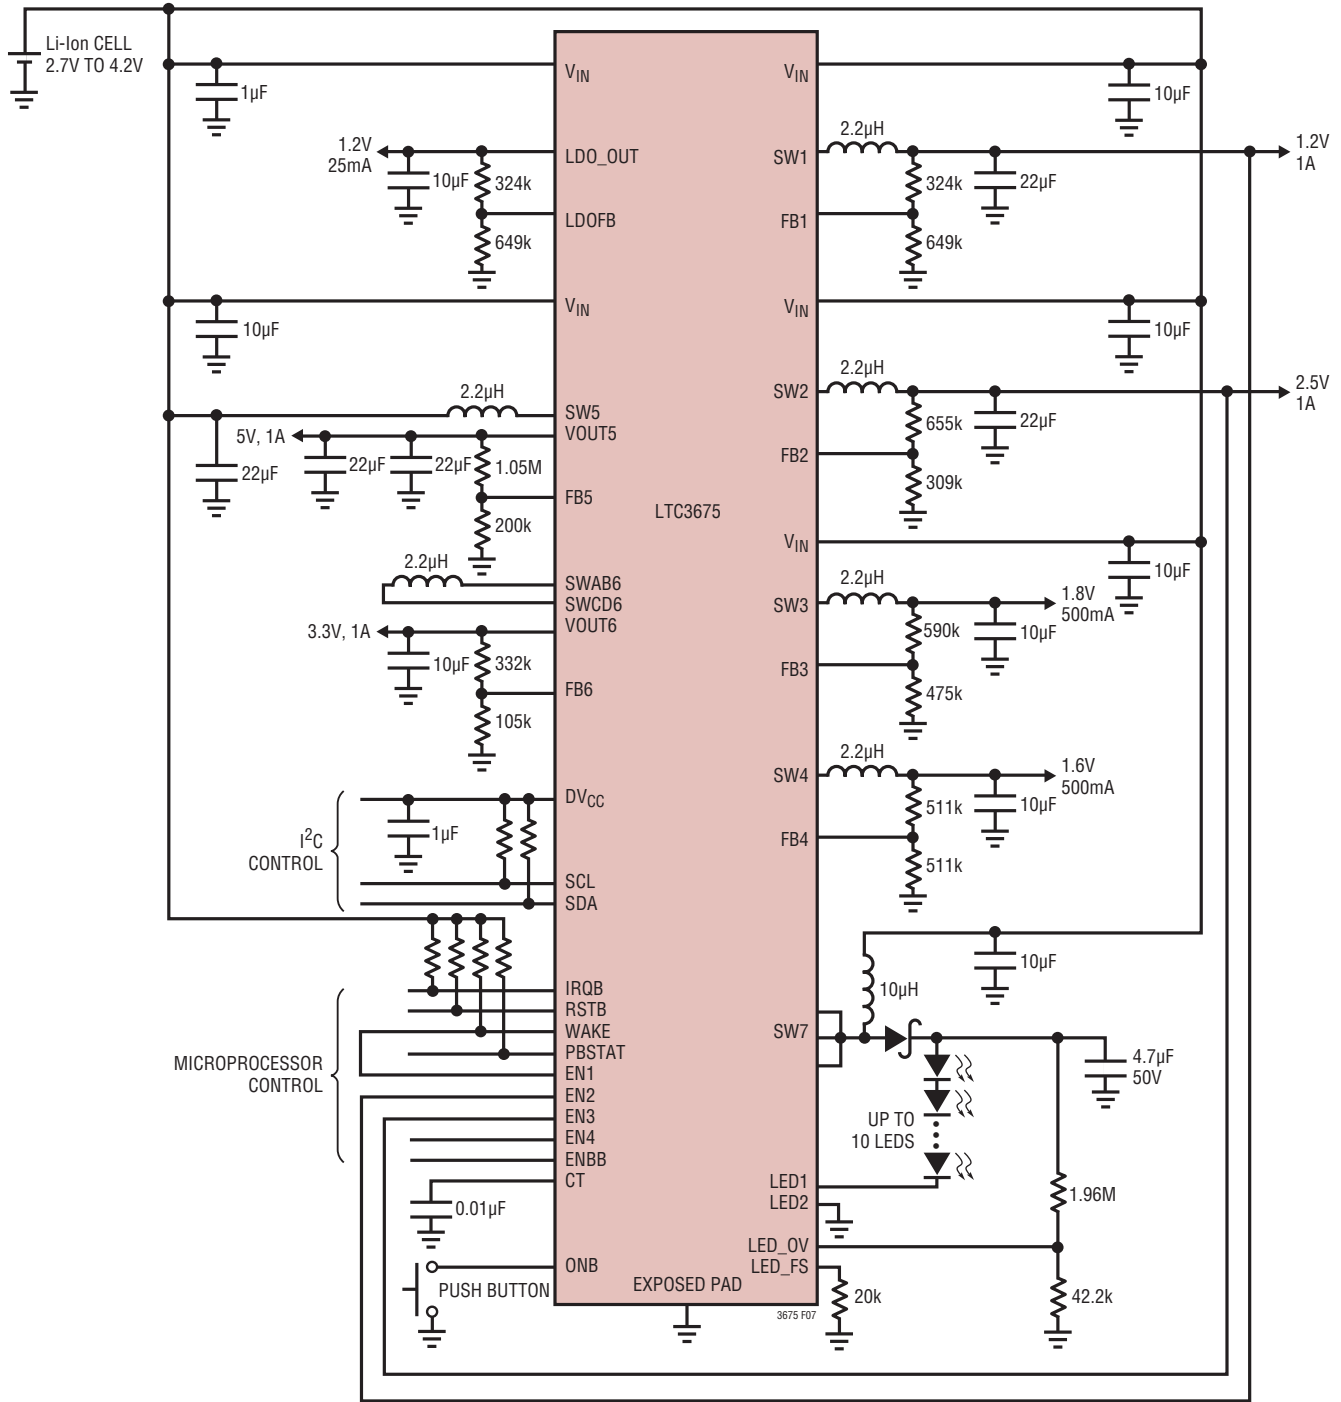 Li-Ion CELL
2.7V TO 4.2V
1µF
VIN
VIN
10µF
1.2V
25mA
10µF
324k
LDO_OUT
LDOFB
649k
2.2µH
SW1
324k
22µF
1.2V
1A
FB1
649k
VIN
10µF
VIN
10µF
2.2µH
SW2
655k
22µF
2.5V
1A
FB2
309k
2.2µH
SW5
VOUT5
5V, 1A
22µF
22µF
22µF
1.05M
FB5
200k
LTC3675
VIN
10µF
2.2µH
SWAB6
SWCD6
VOUT6
3.3V, 1A
10µF
332k
FB6
105k
2.2µH
SW3
590k
10µF
1.8V
500mA
FB3
475k
2.2µH
SW4
511k
10µF
1.6V
500mA
FB4
511k
DVCC
1µF
I2C
CONTROL
SCL
SDA
10µF
10µH
IRQB
RSTB
WAKE
PBSTAT
EN1
EN2
EN3
EN4
ENBB
CT
MICROPROCESSOR
CONTROL
0.01µF
ONB
PUSH BUTTON
SW7
4.7µF
50V
UP TO
10 LEDS
LED1
LED2
1.96M
LED_OV
LED_FS
20k
42.2k
EXPOSED PAD
3675 F07